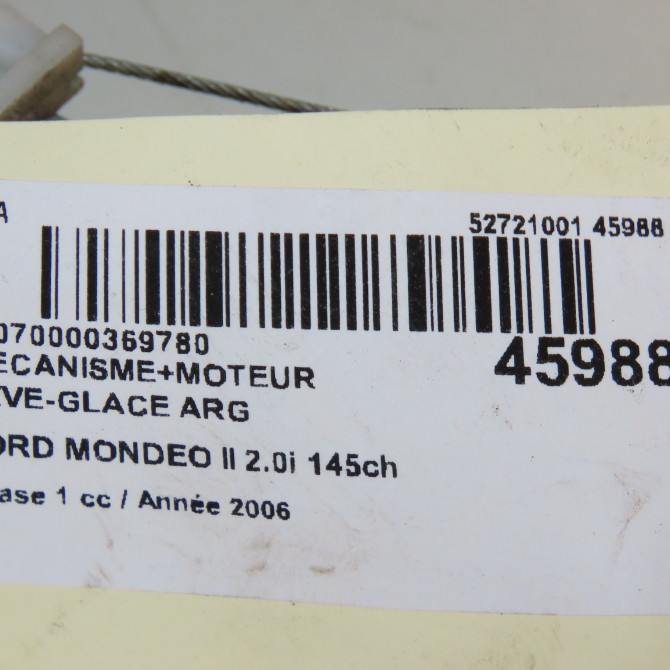 A
52721001 45988
070000369780
45988
ECANISME+MOTEUR
EVE-GLACE ARG
ORD MONDEO II 2.0i 145ch
ase 1 cc / Année 2006